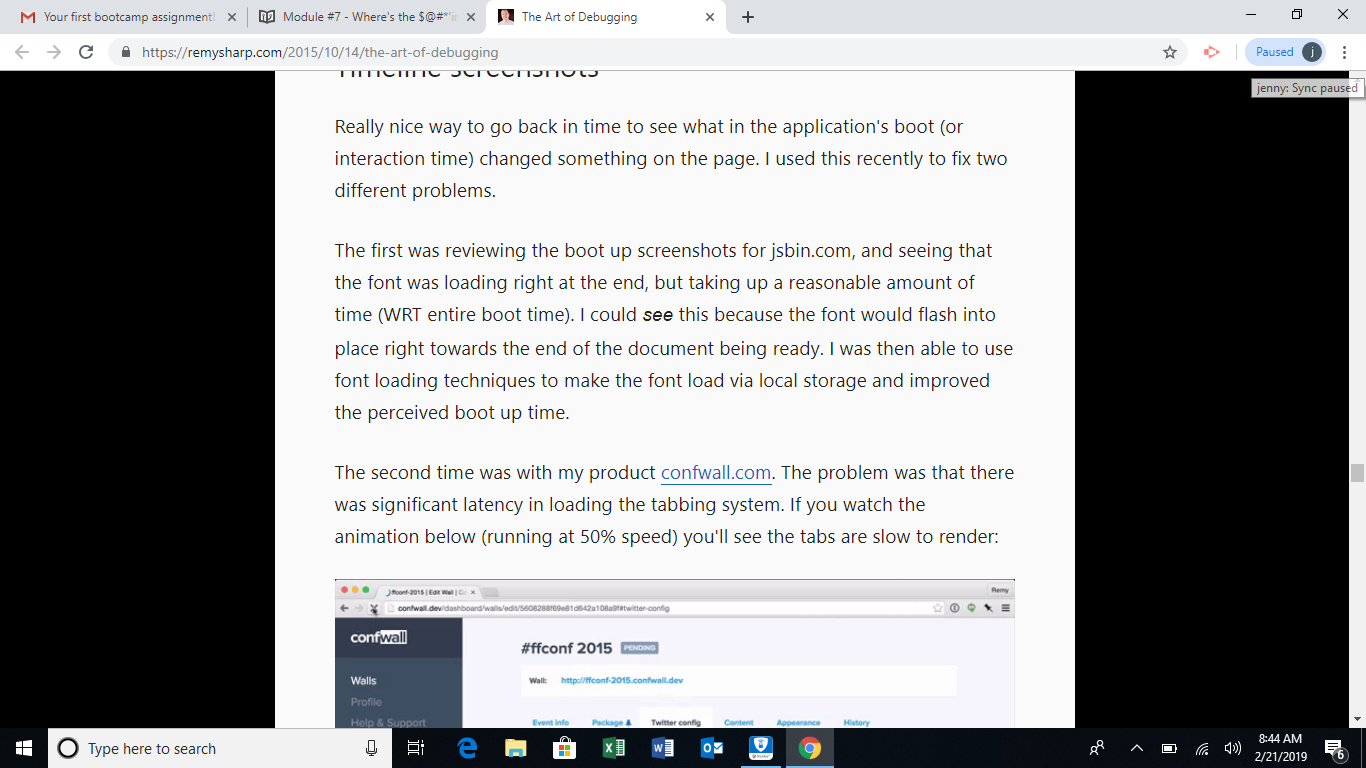 Your first bootcamp assignment!
Module #7 - Where's the $@#*'in
The Art of Debugging
https://remysharp.com/2015/10/14/the-art-of-debugging
Paused j
jenny: Sync paused
Timeline screenshots
Really nice way to go back in time to see what in the application's boot (or
interaction time) changed something on the page. I used this recently to fix two
different problems.
The first was reviewing the boot up screenshots for jsbin.com, and seeing that
the font was loading right at the end, but taking up a reasonable amount of
time (WRT entire boot time). I could see this because the font would flash into
place right towards the end of the document being ready. I was then able to use
font loading techniques to make the font load via local storage and improved
the perceived boot up time.
The second time was with my product confwall.com. The problem was that there
was significant latency in loading the tabbing system. If you watch the
animation below (running at 50% speed) you'll see the tabs are slow to render:
ffconf-2015 | Edit Wall | Co
Remy
confwall.dev/dashboard/walls/edit/5608288f69e81d642a108a9f#twitter-config
confwall
#ffconf 2015 PENDING
Wall: http://ffconf-2015.confwall.dev
Walls
Profile
Help & Support
Event info Package Twitter config Content Appearance History
Type here to search
8:44 AM
2/21/2019
6